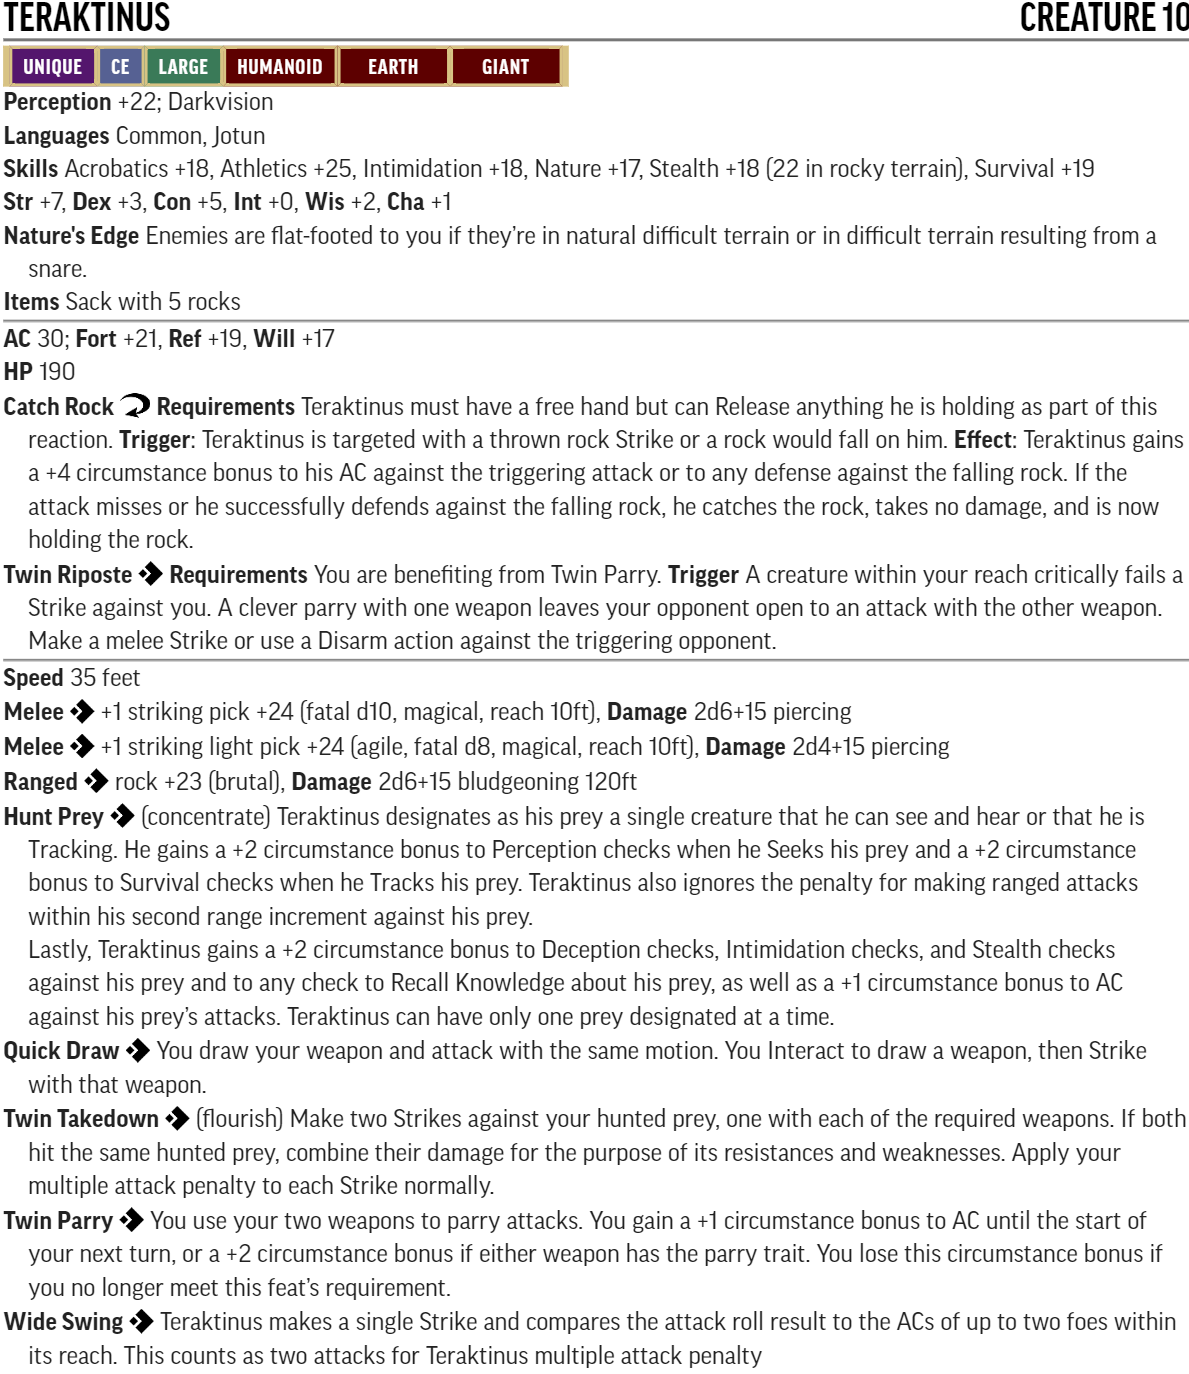 TERAKTINUS CREATURE 10
UNIQUE CE LARGE HUMANOID EARTH GIANT
Perception +22; Darkvision
Languages Common, Jotun
Skills Acrobatics +18, Athletics +25, Intimidation +18, Nature +17, Stealth +18 (22 in rocky terrain), Survival +19
Str +7, Dex +3, Con +5, Int +0, Wis +2, Cha +1
Nature's Edge Enemies are flat-footed to you if they’re in natural difficult terrain or in difficult terrain resulting from a
snare.
Items Sack with 5 rocks
AC 30; Fort +21, Ref +19, Will +17
HP 190
Catch Rock Requirements Teraktinus must have a free hand but can Release anything he is holding as part of this
reaction. Trigger: Teraktinus is targeted with a thrown rock Strike or a rock would fall on him. Effect: Teraktinus gains
a +4 circumstance bonus to his AC against the triggering attack or to any defense against the falling rock. If the
attack misses or he successfully defends against the falling rock, he catches the rock, takes no damage, and is now
holding the rock.
Twin Riposte Requirements You are benefiting from Twin Parry. Trigger A creature within your reach critically fails a
Strike against you. A clever parry with one weapon leaves your opponent open to an attack with the other weapon.
Make a melee Strike or use a Disarm action against the triggering opponent.
Speed 35 feet
Melee +1 striking pick +24 (fatal d10, magical, reach 10ft), Damage 2d6+15 piercing
Melee +1 striking light pick +24 (agile, fatal d8, magical, reach 10ft), Damage 2d4+15 piercing
Ranged rock +23 (brutal), Damage 2d6+15 bludgeoning 120ft
Hunt Prey (concentrate) Teraktinus designates as his prey a single creature that he can see and hear or that he is
Tracking. He gains a +2 circumstance bonus to Perception checks when he Seeks his prey and a +2 circumstance
bonus to Survival checks when he Tracks his prey. Teraktinus also ignores the penalty for making ranged attacks
within his second range increment against his prey.
Lastly, Teraktinus gains a +2 circumstance bonus to Deception checks, Intimidation checks, and Stealth checks
against his prey and to any check to Recall Knowledge about his prey, as well as a +1 circumstance bonus to AC
against his prey’s attacks. Teraktinus can have only one prey designated at a time.
Quick Draw You draw your weapon and attack with the same motion. You Interact to draw a weapon, then Strike
with that weapon.
Twin Takedown (flourish) Make two Strikes against your hunted prey, one with each of the required weapons. If both
hit the same hunted prey, combine their damage for the purpose of its resistances and weaknesses. Apply your
multiple attack penalty to each Strike normally.
Twin Parry You use your two weapons to parry attacks. You gain a +1 circumstance bonus to AC until the start of
your next turn, or a +2 circumstance bonus if either weapon has the parry trait. You lose this circumstance bonus if
you no longer meet this feat’s requirement.
Wide Swing Teraktinus makes a single Strike and compares the attack roll result to the ACs of up to two foes within
its reach. This counts as two attacks for Teraktinus multiple attack penalty